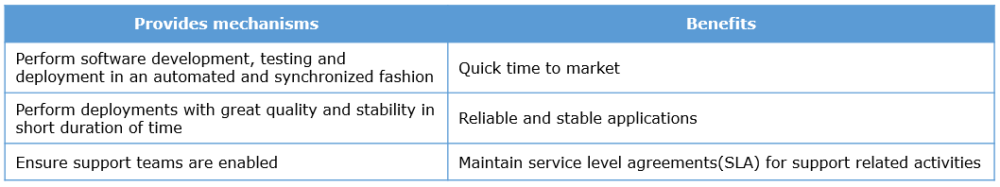 Provides mechanisms
Benefits
Perform software development, testing and
deployment in an automated and synchronized fashion
Quick time to market
Perform deployments with great quality and stability in
short duration of time
Reliable and stable applications
Ensure support teams are enabled
Maintain service level agreements(SLA) for support related activities